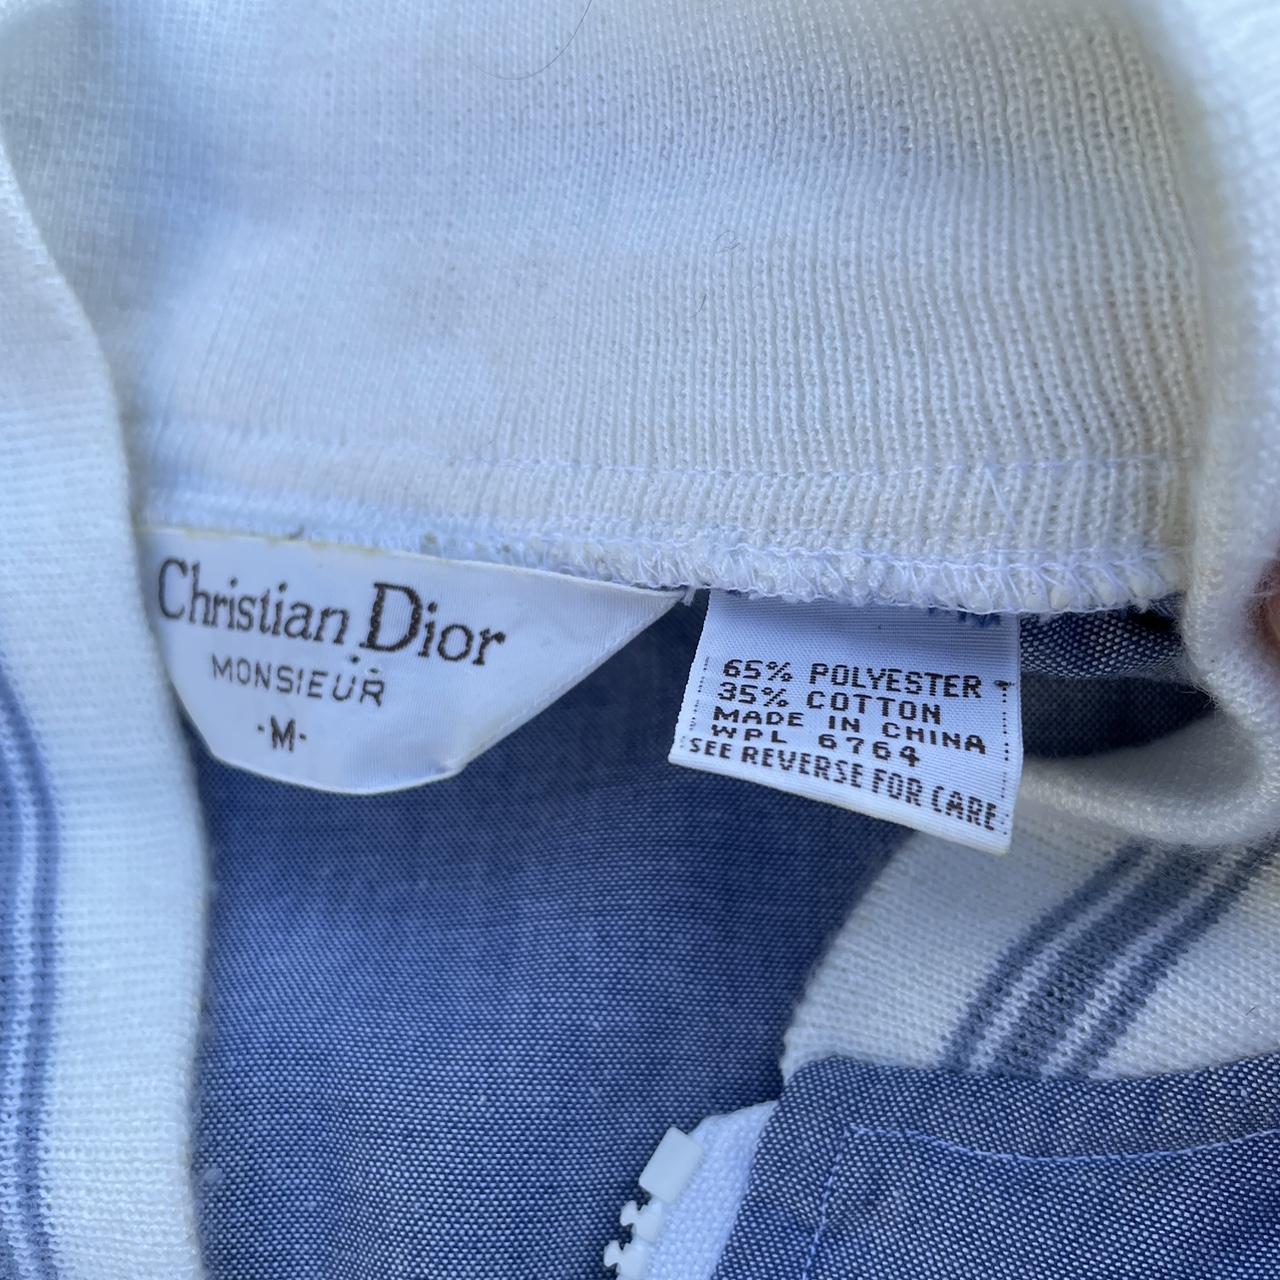 Christian Dior
MONSIEUR
·M·
65% POLYESTER
35% COTTON
MADE IN CHINA
WPL 6764
SEE REVERSE FOR CARE